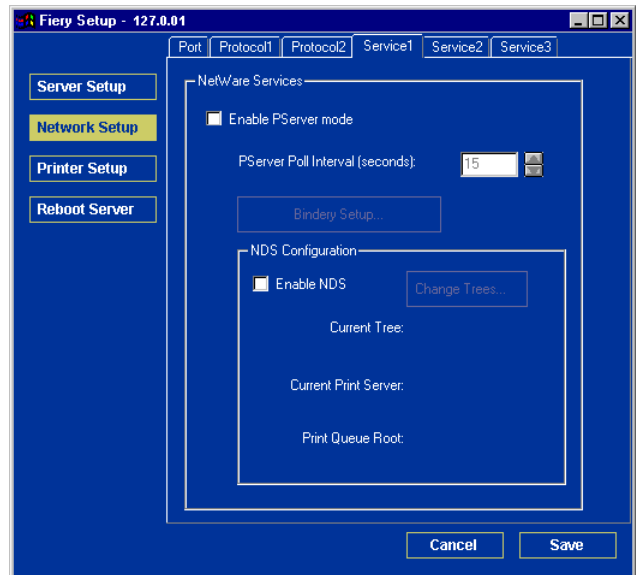 Fiery Setup - 127.0.01
Port Protocol1 Protocol2 Service1 Service2 Service3
Server Setup
Network Setup
Printer Setup
Reboot Server
NetWare Services
Enable PServer mode
PServer Poll Interval (seconds): 15
Bindery Setup...
NDS Configuration
Enable NDS Change Trees...
Current Tree:
Current Print Server:
Print Queue Root:
Cancel Save